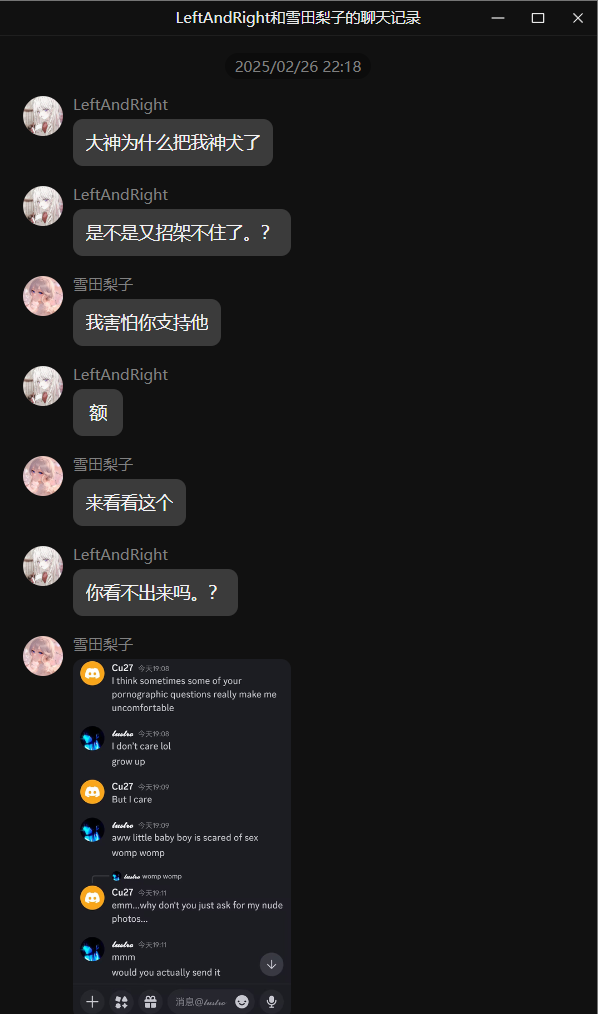 LeftAndRight和雪田梨子的聊天记录
2025/02/26 22:18
LeftAndRight
大神为什么把我神犬了
LeftAndRight
是不是又招架不住了。?
雪田梨子
我害怕你支持他
LeftAndRight
额
雪田梨子
来看看这个
LeftAndRight
你看不出来吗。?
雪田梨子
Cu27 今天19:08
I think sometimes some of your
pornographic questions really make me
uncomfortable
lustro 今天19:08
I don't care lol
grow up
Cu27 今天19:09
But I care
lustro 今天19:09
aww little baby boy is scared of sex
womp womp
lustro womp womp
Cu27 今天19:11
emm...why don't you just ask for my nude
photos...
lustro 今天19:11
mmm
would you actually send it
消息@lustro